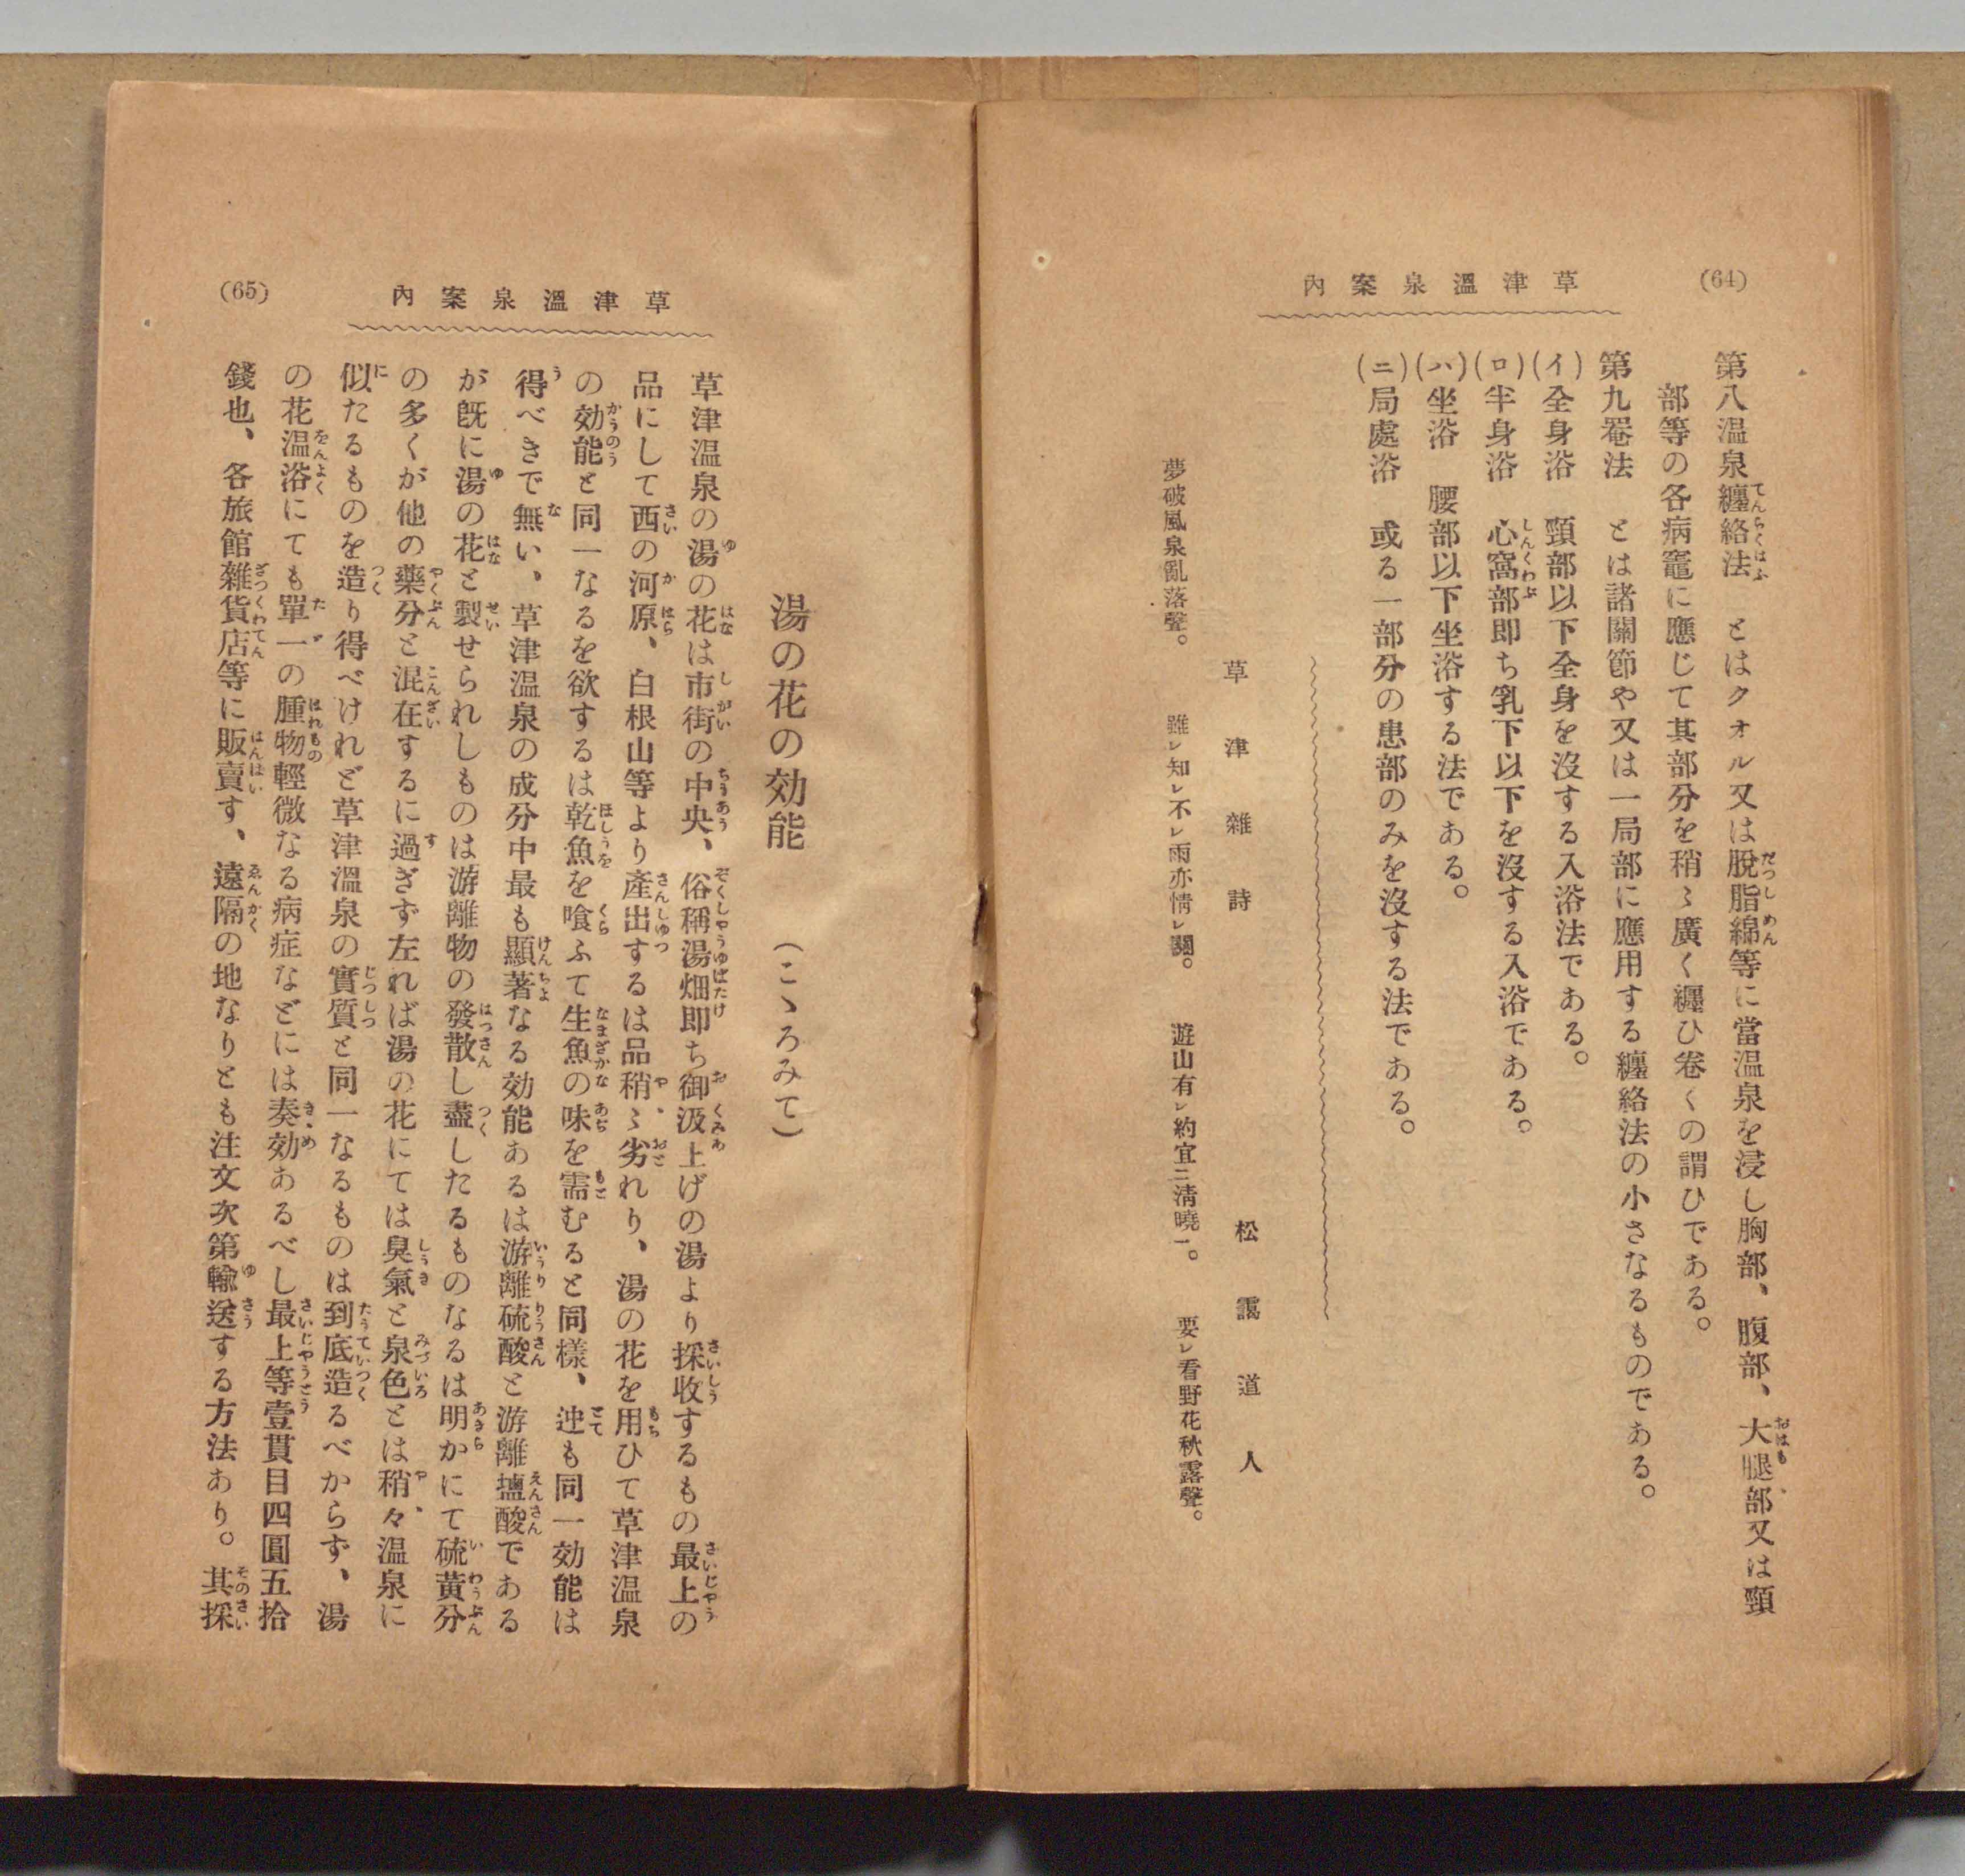 (64)
草津溫泉案內
第八温泉纏絡法　とはクオル又は脫脂綿等に當温泉を浸し胸部、腹部、大腿部又は頸
部等の各病竈に應じて其部分を稍〻廣く纒ひ卷くの謂ひである。
第九罨法　とは諸關節や又は一局部に應用する纏絡法の小さなるものである。
(イ)全身浴　頸部以下全身を沒する入浴法である。
(ロ)半身浴　心窩部即ち乳下以下を沒する入浴である。
(ハ)坐浴　腰部以下坐浴する法である。
(ニ)局處浴　或る一部分の患部のみを沒する法である。
草津雜詩　松靄道人
夢破風泉亂落聲。　雖レ知レ不レ雨亦情レ關。　遊山有レ約宜二淸曉一。　要レ看野花秋露聲。
(65)
草津溫泉案內
湯の花の効能　(こゝろみて)
草津温泉の湯の花は市街の中央、俗稱湯畑即ち御汲上げの湯より採收するもの最上の
品にして西の河原、白根山等より產出するは品稍〻劣れり、湯の花を用ひて草津温泉
の効能と同一なるを欲するは乾魚を喰ふて生魚の味を需むると同樣、迚も同一効能は
得べきで無い、草津温泉の成分中最も顯著なる効能あるは游離硫酸と游離鹽酸である
が旣に湯の花と製せられしものは游離物の發散し盡したるものなるは明かにて硫黃分
の多くが他の藥分と混在するに過ぎず左れば湯の花にては臭氣と泉色とは稍々温泉に
似たるものを造り得べけれど草津溫泉の實質と同一なるものは到底造るべからず、湯
の花温浴にても單一の腫物輕微なる病症などには奏効あるべし最上等壹貫目四圓五拾
錢也、各旅館雜貨店等に販賣す、遠隔の地なりとも注文次第輸送する方法あり。其採